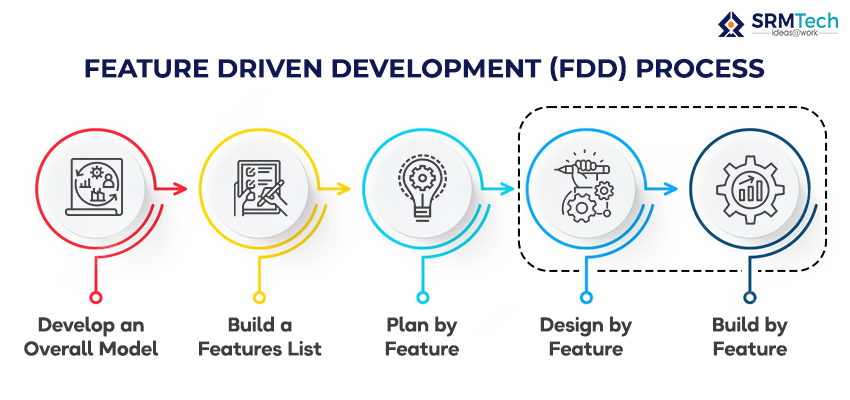 SRMTech
ideas@work
FEATURE DRIVEN DEVELOPMENT (FDD) PROCESS
Develop an
Overall Model
Build a
Features List
Plan by
Feature
Design by
Feature
Build by
Feature